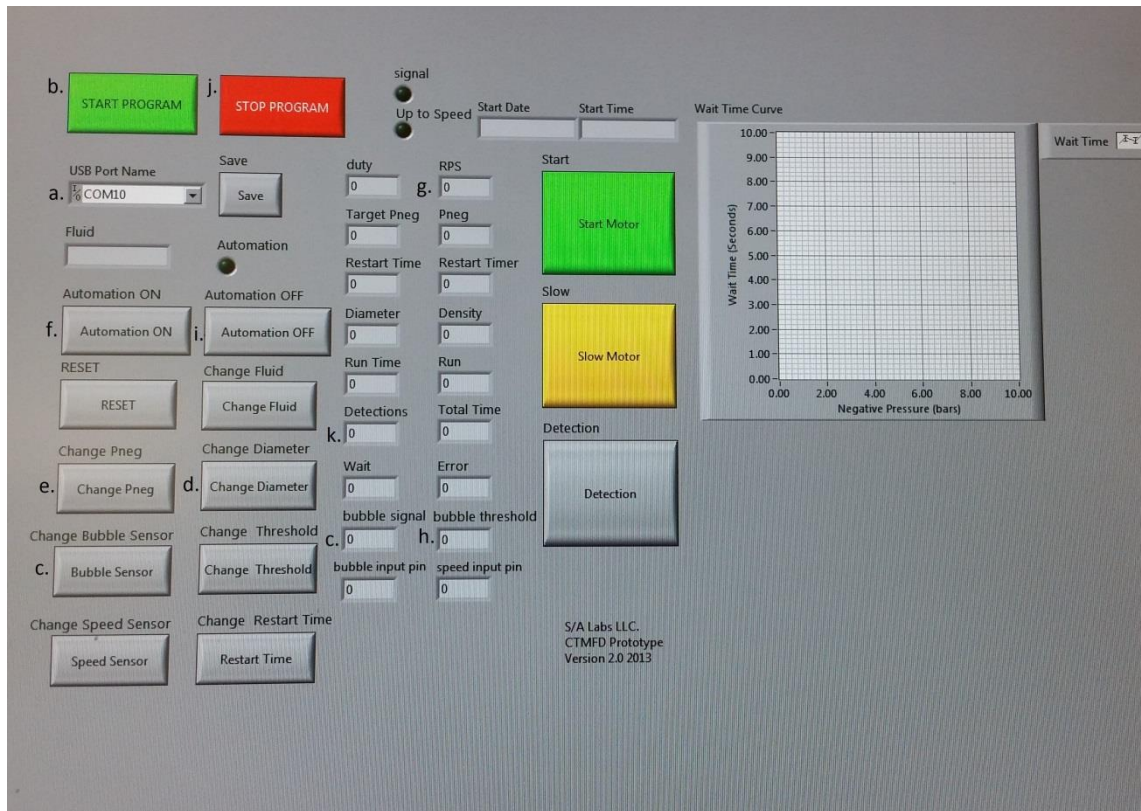 b.
START PROGRAM
j.
STOP PROGRAM
signal
Up to Speed
Start Date
Start Time
USB Port Name
a.
COM10
Save
Save
Fluid
Automation
Automation ON
Automation OFF
f.
Automation ON
i.
Automation OFF
RESET
RESET
Change Fluid
Change Fluid
Change Pneg
e.
Change Pneg
Change Diameter
d.
Change Diameter
Change Bubble Sensor
c.
Bubble Sensor
Change Threshold
Change Threshold
Change Speed Sensor
Speed Sensor
Change Restart Time
Restart Time
duty
0
RPS
g.
0
Target Pneg
0
Pneg
0
Restart Time
0
Restart Timer
0
Diameter
0
Density
0
Run Time
0
Run
0
Detections
k.
0
Total Time
0
Wait
0
Error
0
bubble signal
c.
0
bubble threshold
h.
0
bubble input pin
0
speed input pin
0
Start
Start Motor
Slow
Slow Motor
Detection
Detection
S/A Labs LLC.
CTMFD Prototype
Version 2.0 2013
Wait Time Curve
Wait Time
Wait Time (Seconds)
10.00
9.00
8.00
7.00
6.00
5.00
4.00
3.00
2.00
1.00
0.00
0.00 2.00 4.00 6.00 8.00 10.00
Negative Pressure (bars)